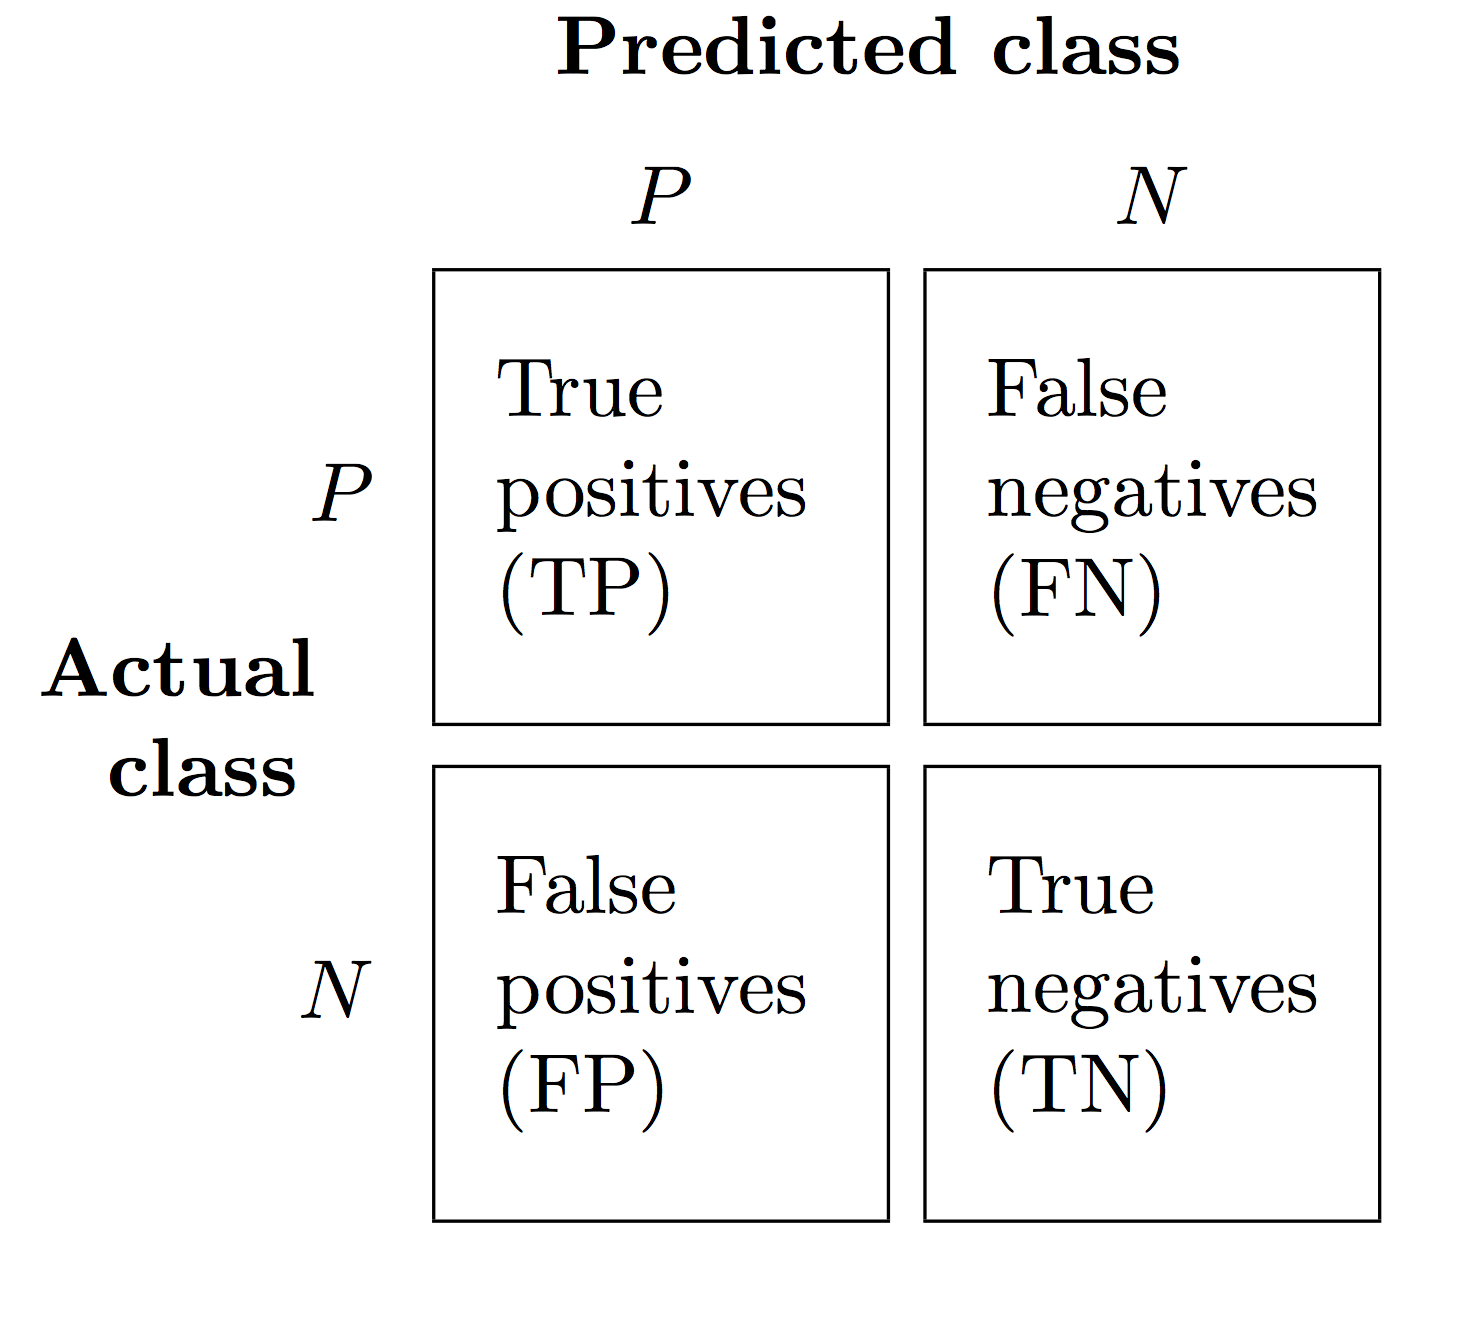 Predicted class
P
N
True
positives
(TP)
False
negatives
(FN)
P
Actual
class
False
positives
(FP)
True
negatives
(TN)
N